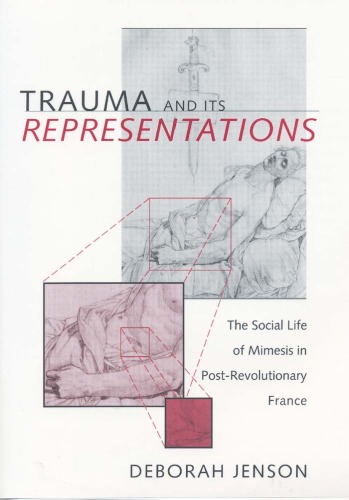 TRAUMA AND ITS
REPRESENTATIONS
The Social Life
of Mimesis in
Post-Revolutionary
France
DEBORAH JENSON